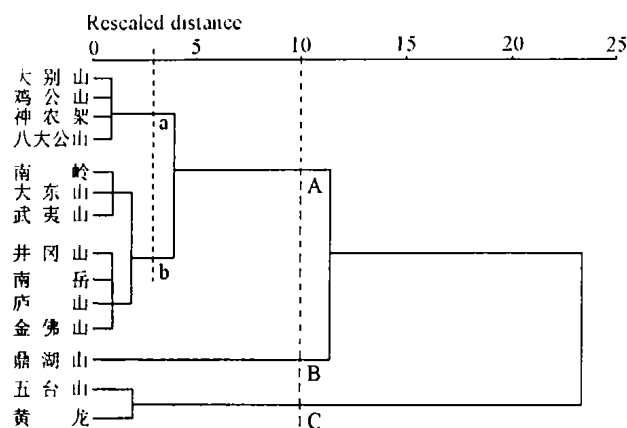 Rescaled distance
0 5 10 15 20 25
大别山
鸡公山
神农架 a
八大公山
南岭 A
大东山
武夷山
井冈山 b
南岳
庐山
金佛山
鼎湖山 B
五台山
黄龙 C